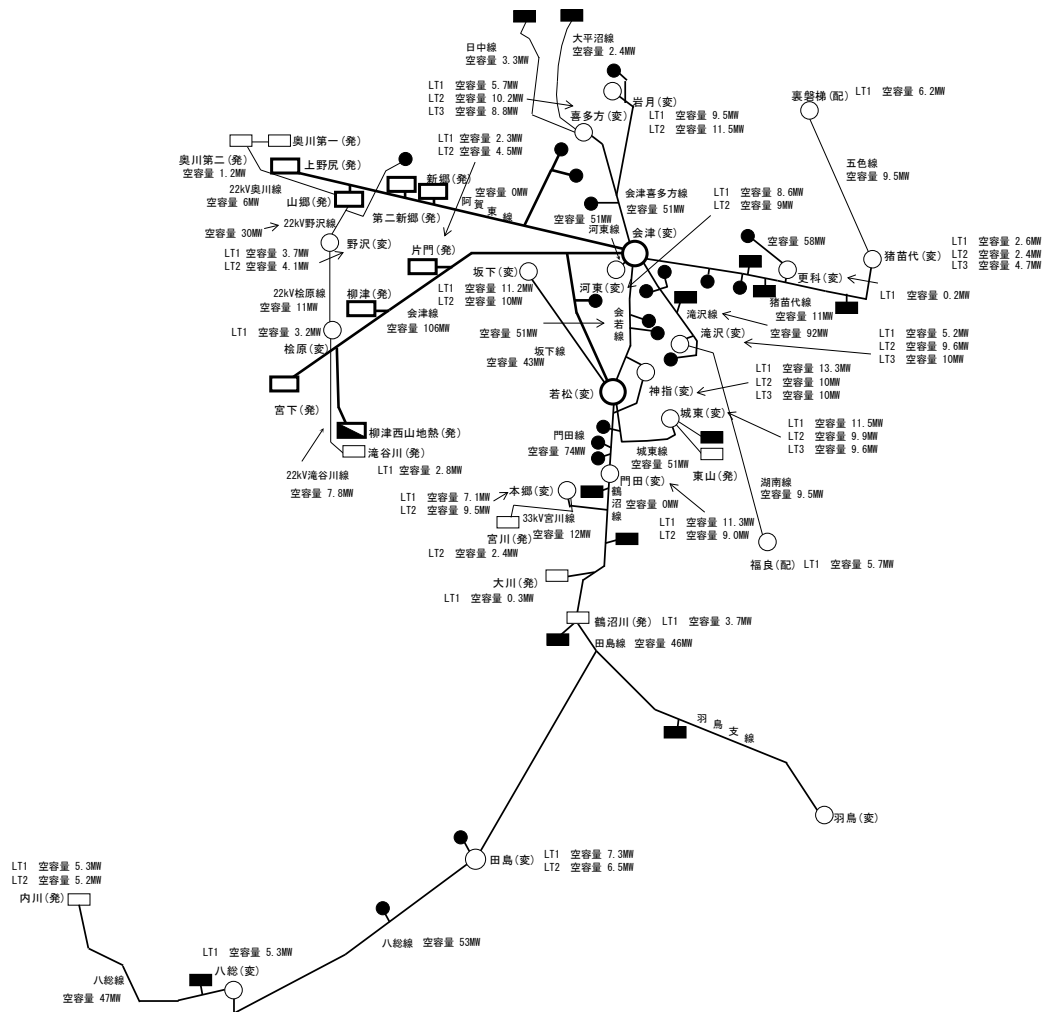 日中線
空容量 3.3MW
大平沼線
空容量 2.4MW
LT1 空容量 5.7MW
LT2 空容量 10.2MW
LT3 空容量 8.8MW
喜多方(変)
岩月(変)
LT1 空容量 9.5MW
LT2 空容量 11.5MW
裏磐梯(配)
LT1 空容量 6.2MW
五色線
空容量 9.5MW
奥川第一(発)
奥川第二(発)
空容量 1.2MW
上野尻(発)
22kV奥川線
空容量 6MW
山郷(発)
新郷(発)
第二新郷(発)
LT1 空容量 2.3MW
LT2 空容量 4.5MW
空容量 0MW
阿賀東線
会津喜多方線
空容量 51MW
空容量 51MW
河東線
会津(変)
LT1 空容量 8.6MW
LT2 空容量 9MW
空容量 58MW
猪苗代(変)
LT1 空容量 2.6MW
LT2 空容量 2.4MW
LT3 空容量 4.7MW
更科(変)
LT1 空容量 0.2MW
猪苗代線
空容量 11MW
22kV野沢線
空容量 30MW
野沢(変)
LT1 空容量 3.7MW
LT2 空容量 4.1MW
片門(発)
坂下(変)
LT1 空容量 11.2MW
LT2 空容量 10MW
河東(変)
22kV桧原線
空容量 11MW
柳津(発)
会津線
空容量 106MW
会若線
空容量 51MW
滝沢線
空容量 92MW
滝沢(変)
LT1 空容量 5.2MW
LT2 空容量 9.6MW
LT3 空容量 10MW
LT1 空容量 3.2MW
桧原(変)
坂下線
空容量 43MW
宮下(発)
若松(変)
神指(変)
LT1 空容量 13.3MW
LT2 空容量 10MW
LT3 空容量 10MW
柳津西山地熱(発)
滝谷川(発)
LT1 空容量 2.8MW
22kV滝谷川線
空容量 7.8MW
門田線
空容量 74MW
城東(変)
LT1 空容量 11.5MW
LT2 空容量 9.9MW
LT3 空容量 9.6MW
城東線
空容量 51MW
東山(発)
湖南線
空容量 9.5MW
門田(変)
LT1 空容量 11.3MW
LT2 空容量 9.0MW
本郷(変)
LT1 空容量 7.1MW
LT2 空容量 9.5MW
鶴沼線
空容量 0MW
33kV宮川線
空容量 12MW
宮川(発)
LT2 空容量 2.4MW
福良(配)
LT1 空容量 5.7MW
大川(発)
LT1 空容量 0.3MW
鶴沼川(発)
LT1 空容量 3.7MW
田島線 空容量 46MW
羽鳥支線
羽鳥(変)
田島(変)
LT1 空容量 7.3MW
LT2 空容量 6.5MW
LT1 空容量 5.3MW
LT2 空容量 5.2MW
内川(発)
八総線 空容量 53MW
LT1 空容量 5.3MW
八総(変)
八総線
空容量 47MW